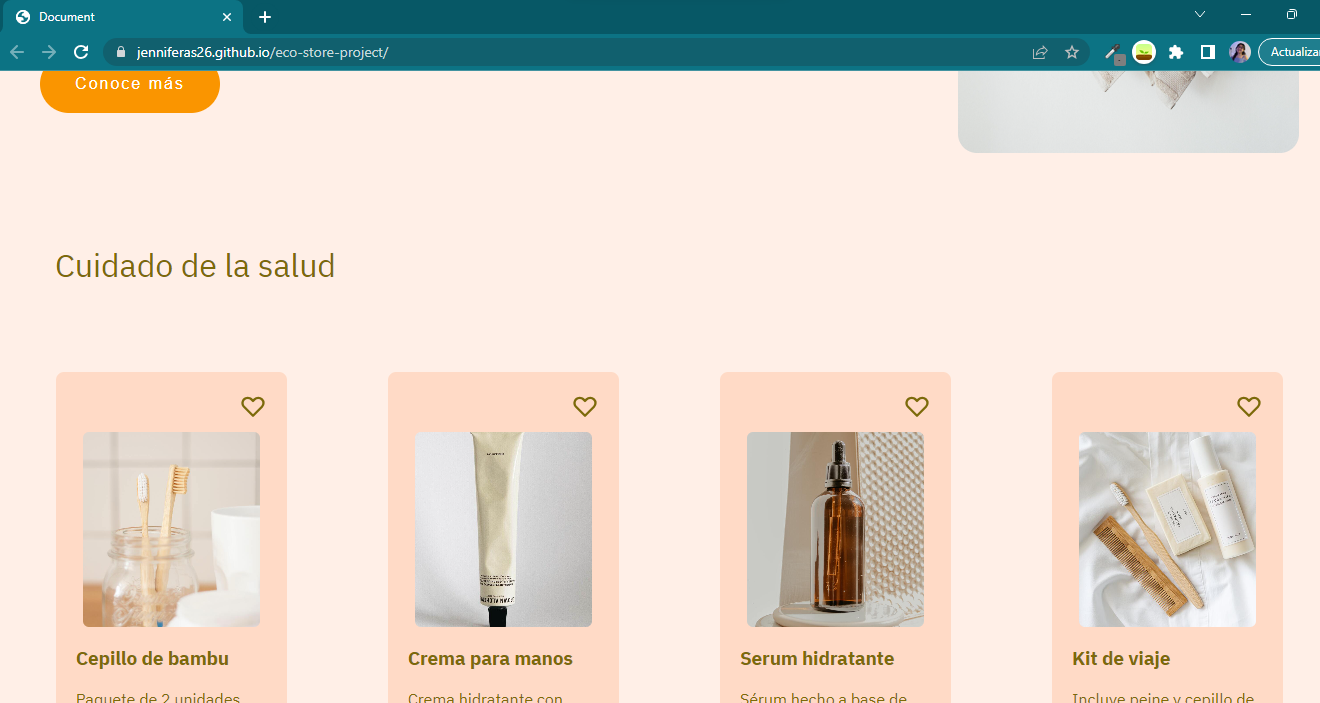 Document
jenniferas26.github.io/eco-store-project/
Actualiza
Conoce más
Cuidado de la salud
Cepillo de bambu
Crema para manos
Serum hidratante
Kit de viaje
Paquete de 2 unidades
Crema hidratante con
Sérum hecho a base de
Incluye peine y cepillo de